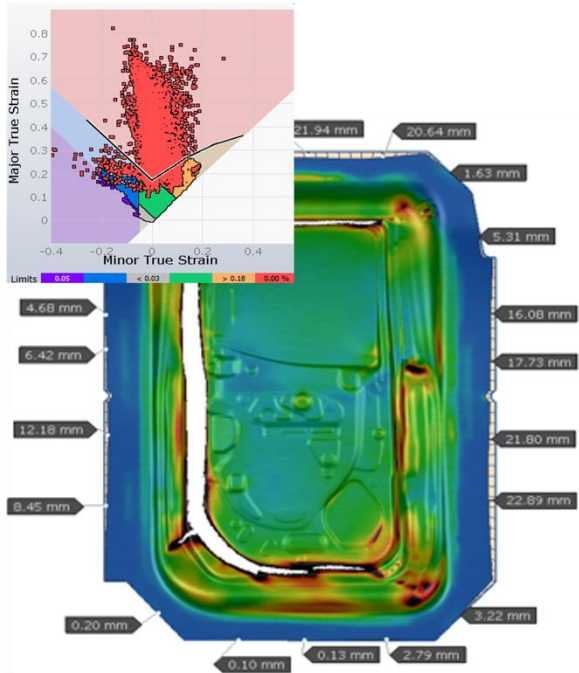 0.8
0.7
0.6
0.5
0.4
0.3
0.2
0.1
0
Major True Strain
-0.4 -0.2 0 0.2 0.4
Minor True Strain
Limits 0.05 < 0.03 > 0.18 0.00 %
21.94 mm
20.64 mm
1.63 mm
5.31 mm
4.68 mm
16.08 mm
6.42 mm
17.73 mm
12.18 mm
21.80 mm
8.45 mm
22.89 mm
0.20 mm
3.22 mm
0.10 mm
0.13 mm
2.79 mm